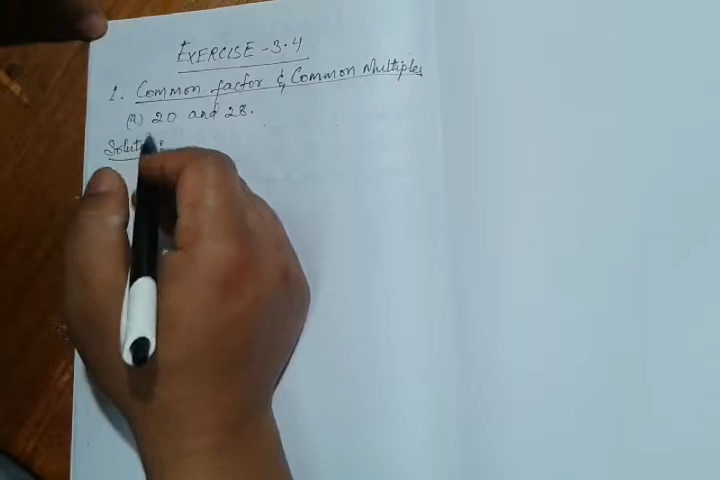 EXERCISE - 3.4
1. Common factor & Common Multiples
(a) 20 and 28.